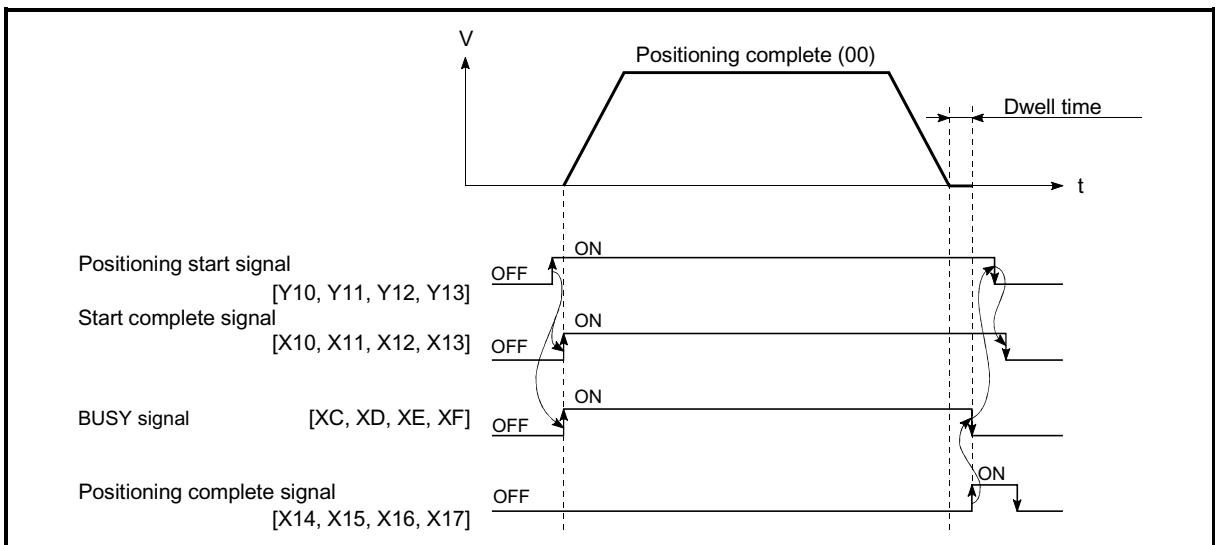 V
Positioning complete (00)
Dwell time
t
Positioning start signal
[Y10, Y11, Y12, Y13]
OFF
ON
Start complete signal
[X10, X11, X12, X13]
OFF
ON
BUSY signal [XC, XD, XE, XF]
OFF
ON
Positioning complete signal
[X14, X15, X16, X17]
OFF
ON